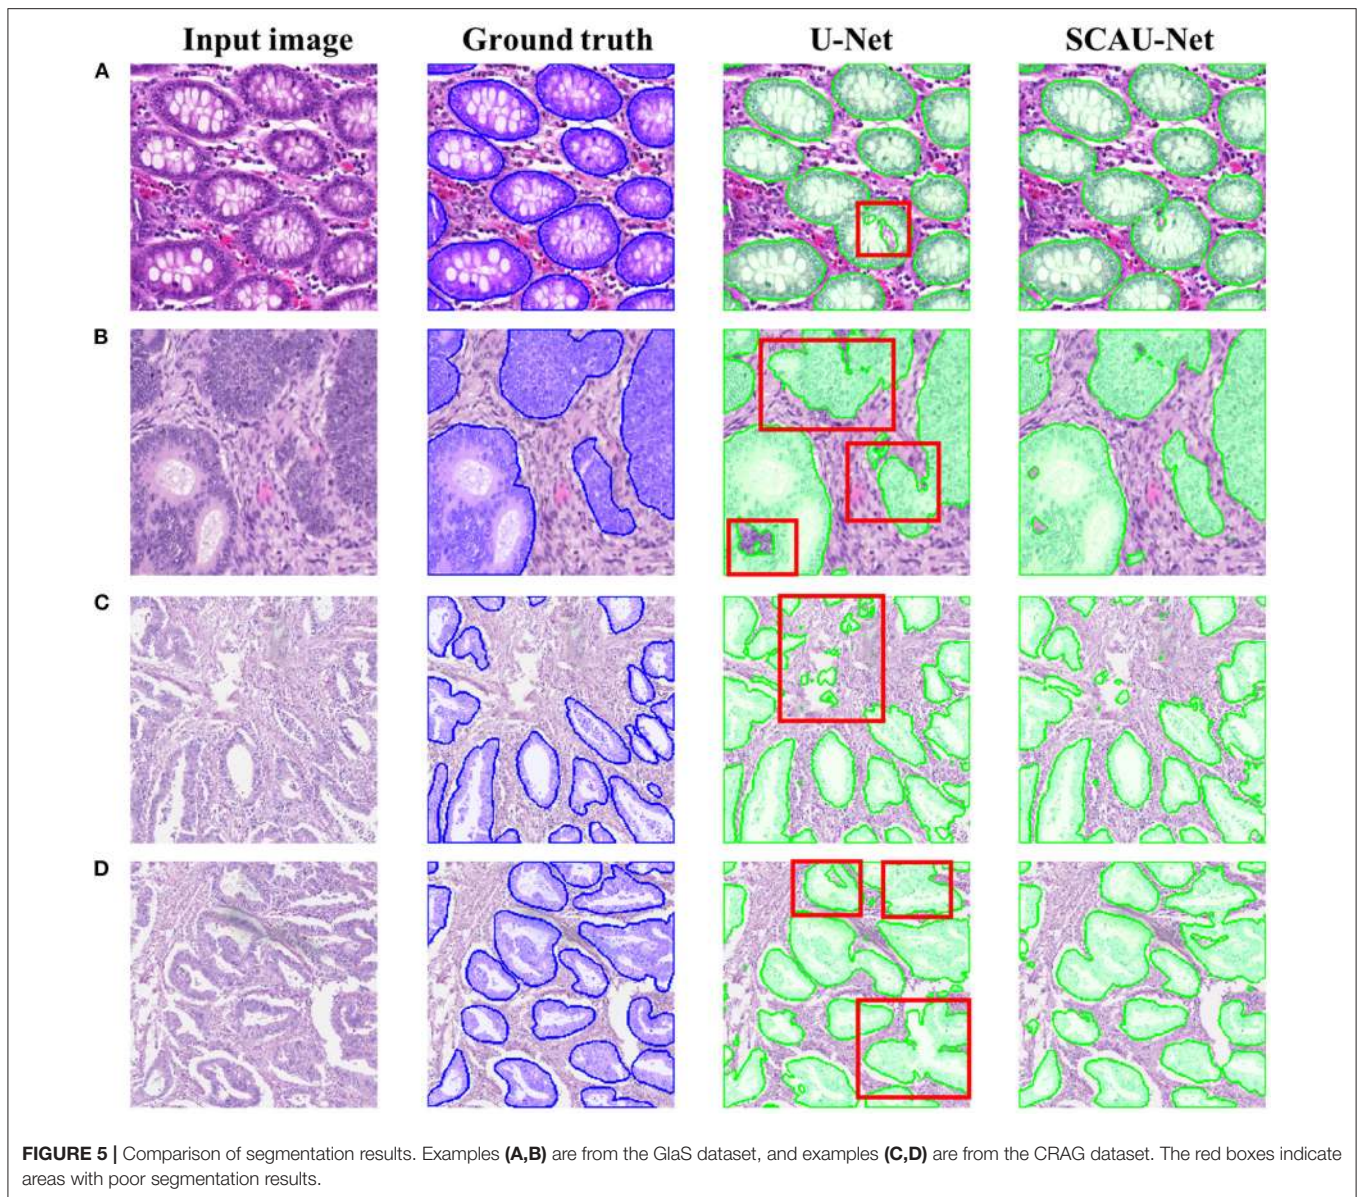 Input image Ground truth U-Net SCAU-Net
A
B
C
D
FIGURE 5 | Comparison of segmentation results. Examples (A,B) are from the GlaS dataset, and examples (C,D) are from the CRAG dataset. The red boxes indicate
areas with poor segmentation results.